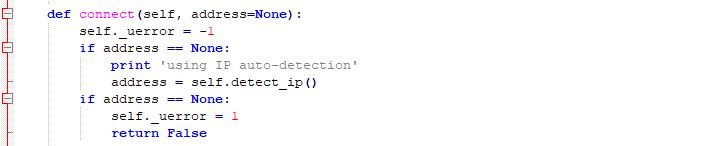 def connect(self, address=None):
    self._uerror = -1
    if address == None:
        print 'using IP auto-detection'
        address = self.detect_ip()
    if address == None:
        self._uerror = 1
        return False